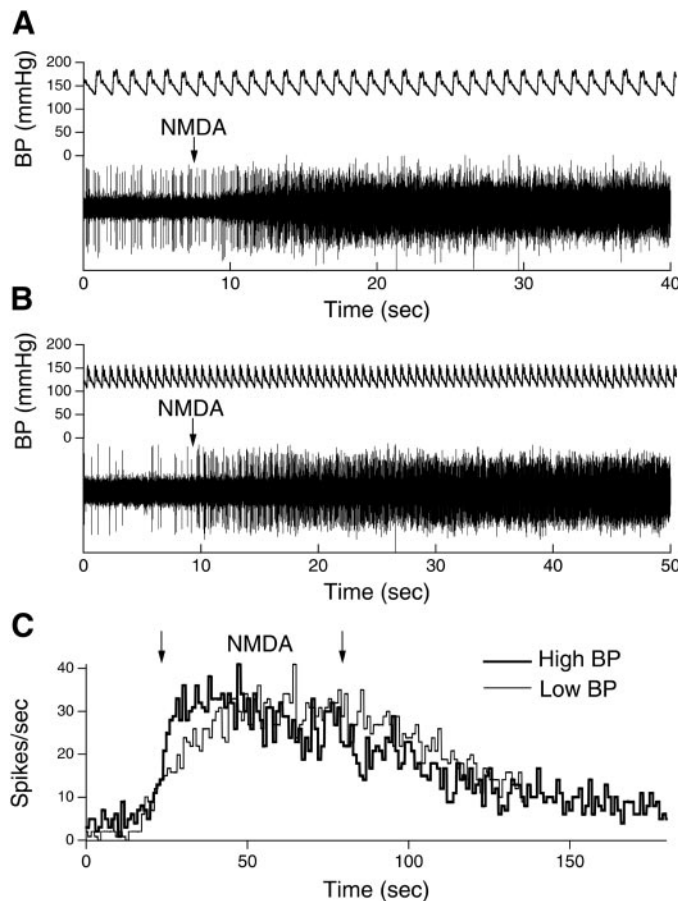 A
BP (mmHg)
200
150
100
50
0
NMDA
0 10 20 30 40
Time (sec)
B
BP (mmHg)
200
150
100
50
0
NMDA
0 10 20 30 40 50
Time (sec)
C
NMDA
High BP
Low BP
Spikes/sec
40
30
20
10
0
0 50 100 150
Time (sec)